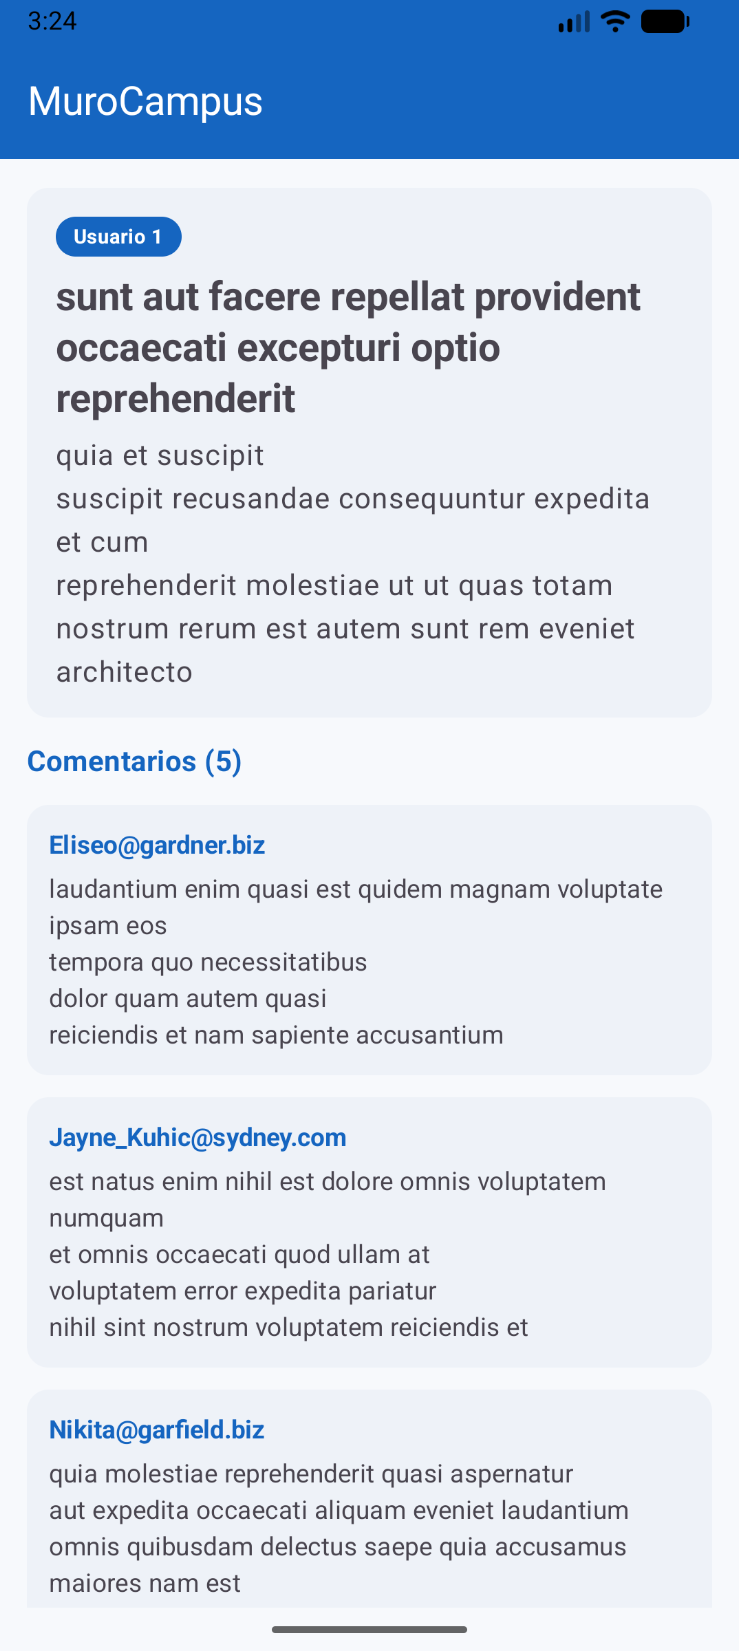 3:24
MuroCampus
Usuario 1
sunt aut facere repellat provident
occaecati excepturi optio
reprehenderit
quia et suscipit
suscipit recusandae consequuntur expedita
et cum
reprehenderit molestiae ut ut quas totam
nostrum rerum est autem sunt rem eveniet
architecto
Comentarios (5)
Eliseo@gardner.biz
laudantium enim quasi est quidem magnam voluptate
ipsam eos
tempora quo necessitatibus
dolor quam autem quasi
reiciendis et nam sapiente accusantium
Jayne_Kuhic@sydney.com
est natus enim nihil est dolore omnis voluptatem
numquam
et omnis occaecati quod ullam at
voluptatem error expedita pariatur
nihil sint nostrum voluptatem reiciendis et
Nikita@garfield.biz
quia molestiae reprehenderit quasi aspernatur
aut expedita occaecati aliquam eveniet laudantium
omnis quibusdam delectus saepe quia accusamus
maiores nam est